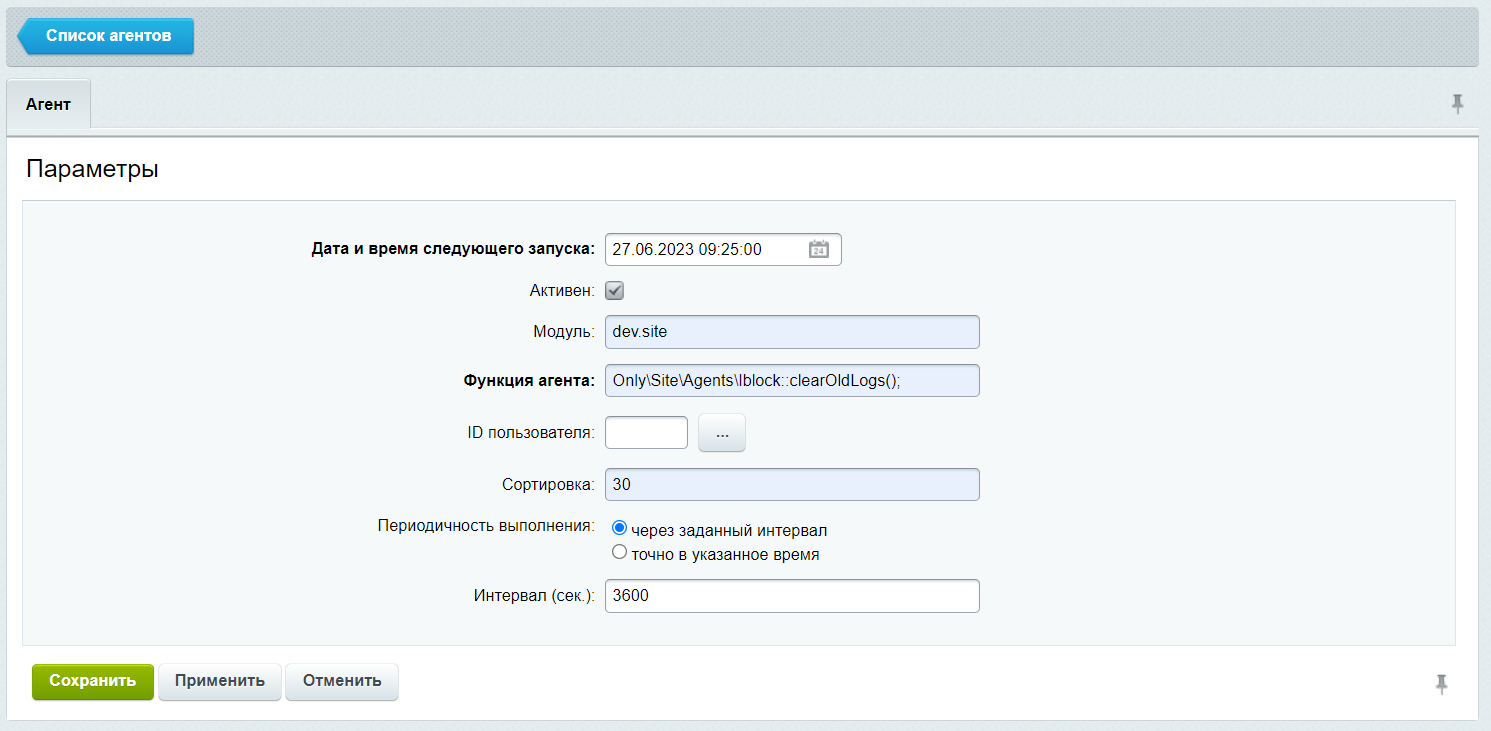 Список агентов
Агент
Параметры
Дата и время следующего запуска: 27.06.2023 09:25:00 24
Активен:
Модуль: dev.site
Функция агента: Only\Site\Agents\Iblock::clearOldLogs();
ID пользователя: ...
Сортировка: 30
Периодичность выполнения: через заданный интервал
точно в указанное время
Интервал (сек.): 3600
Сохранить Применить Отменить